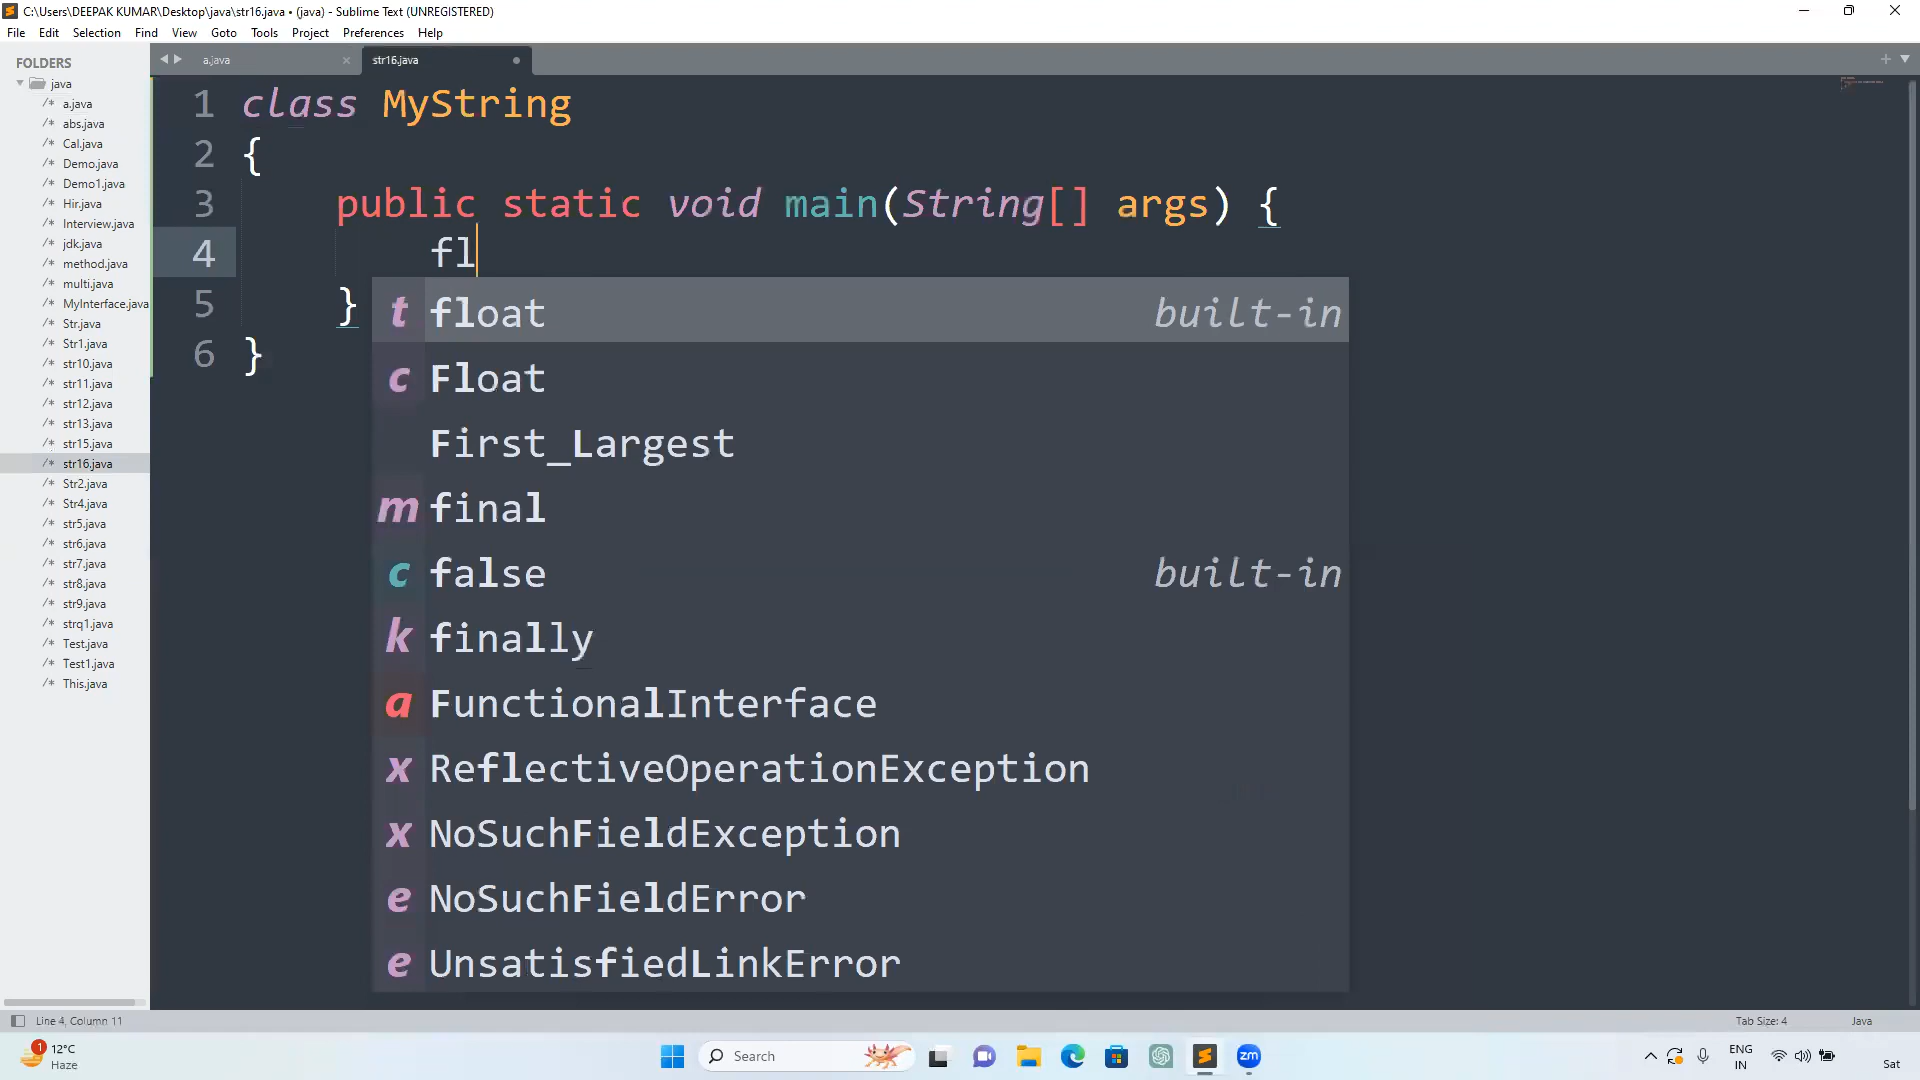 C:\Users\DEEPAK KUMAR\Desktop\java\str16.java • (java) - Sublime Text (UNREGISTERED)
File Edit Selection Find View Goto Tools Project Preferences Help
FOLDERS
java
/* a.java
/* abs.java
/* Cal.java
/* Demo.java
/* Demo1.java
/* Hir.java
/* Interview.java
/* jdk.java
/* method.java
/* multi.java
/* MyInterface.java
/* Str.java
/* Str1.java
/* str10.java
/* str11.java
/* str12.java
/* str13.java
/* str15.java
/* str16.java
/* Str2.java
/* Str4.java
/* str5.java
/* str6.java
/* str7.java
/* str8.java
/* str9.java
/* strq1.java
/* Test.java
/* Test1.java
/* This.java
a.java str16.java
1 class MyString
2 {
3 public static void main(String[] args) {
4 fl
5 }
6 }
t float built-in
c Float
First_Largest
m final
c false built-in
k finally
a FunctionalInterface
x ReflectiveOperationException
x NoSuchFieldException
e NoSuchFieldError
e UnsatisfiedLinkError
Line 4, Column 11 Tab Size: 4 Java
1 12°C
Haze
Search
zm
ENG
IN
Sat